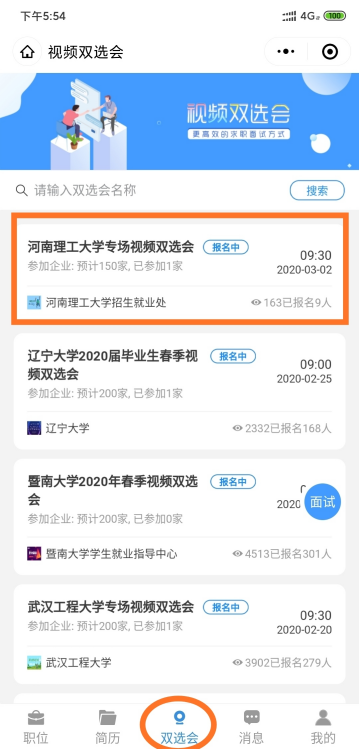 下午5:54
4G
100
视频双选会
视频双选会
更高效的求职面试方式
请输入双选会名称
搜索
河南理工大学专场视频双选会 报名中
09:30
参加企业: 预计150家, 已参加1家
2020-03-02
河南理工大学招生就业处
163已报名9人
辽宁大学2020届毕业生春季视
频双选会
报名中
09:00
2020-02-25
参加企业: 预计200家, 已参加1家
辽宁大学
2332已报名168人
暨南大学2020年春季视频双选
会
报名中
2020
面试
参加企业: 预计200家, 已参加0家
暨南大学学生就业指导中心
4513已报名301人
武汉工程大学专场视频双选会 报名中
09:30
参加企业: 预计200家, 已参加1家
2020-02-20
武汉工程大学
3902已报名279人
职位
简历
双选会
消息
我的